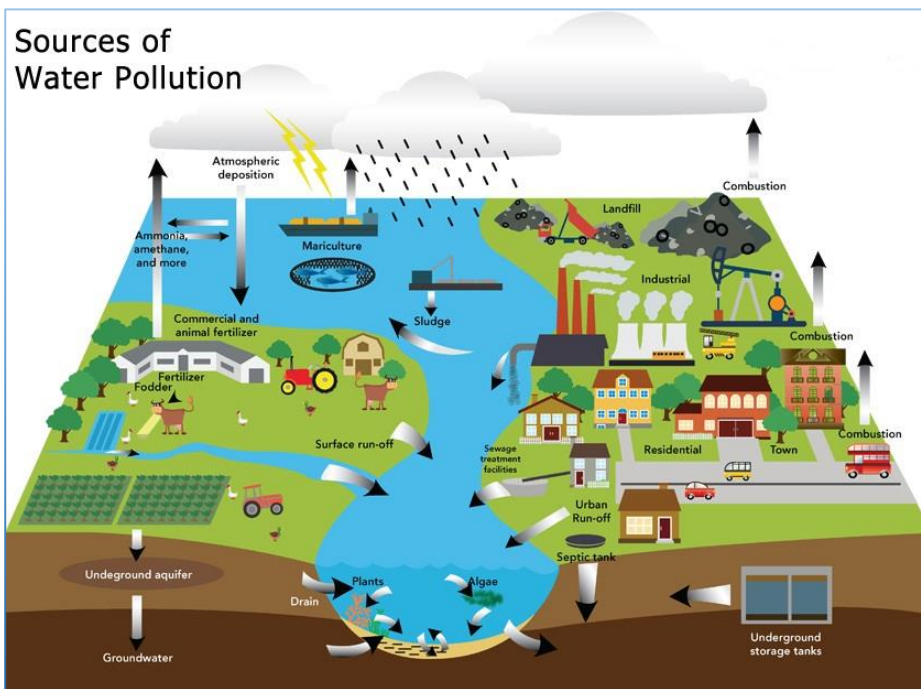 Sources of
Water Pollution
Atmospheric
deposition
Combustion
Landfill
Ammonia,
amethane,
and more
Mariculture
Industrial
Commercial and
animal fertilizer
Sludge
Combustion
Fertilizer
Fodder
Surface run-off
Sewage
treatment
facilities
Residential
Town
Combustion
Urban
Run-off
Septic tank
Undeground aquifer
Plants
Algae
Drain
Groundwater
Underground
storage tanks